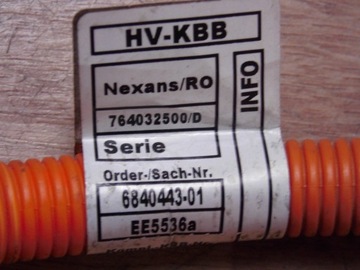 HV-KBB
Nexans/RO
764032500/D
Serie
Order-/Sach-Nr.
6840443-01
EE5536a
INFO